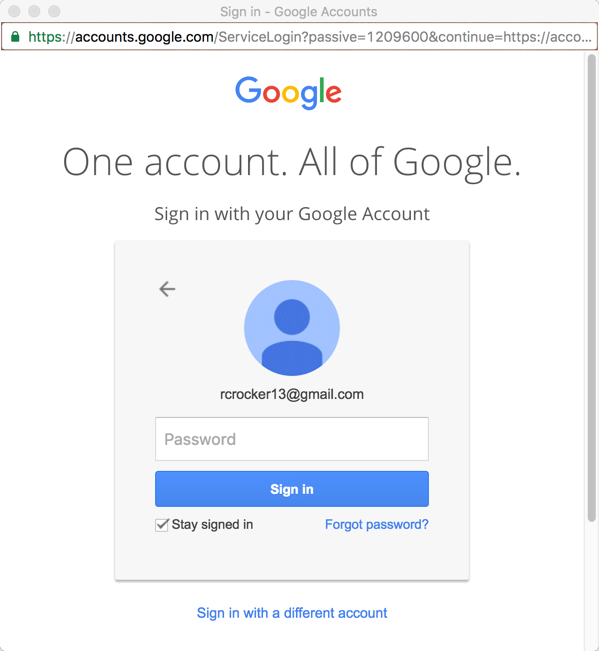 Sign in - Google Accounts
https://accounts.google.com/ServiceLogin?passive=1209600&continue=https://acco...
Google
One account. All of Google.
Sign in with your Google Account
rcrocker13@gmail.com
Password
Sign in
Stay signed in Forgot password?
Sign in with a different account